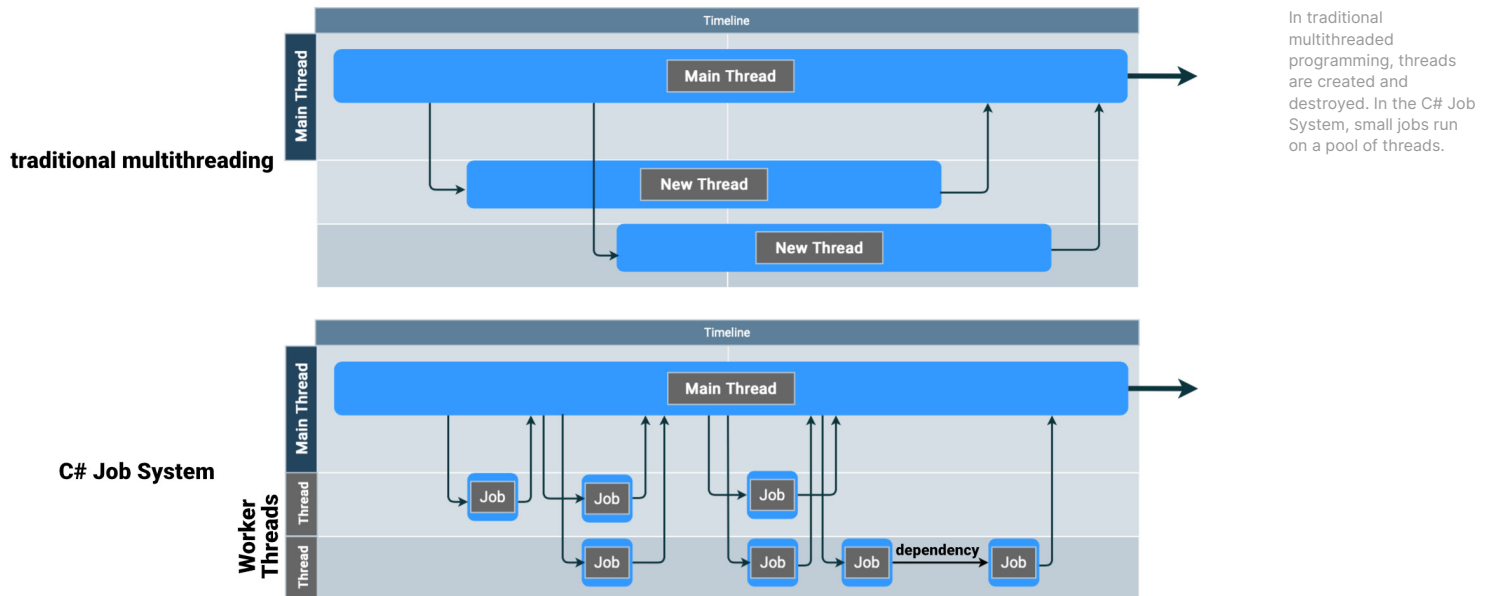 Timeline
Main Thread
Main Thread
traditional multithreading
New Thread
New Thread
In traditional
multithreaded
programming, threads
are created and
destroyed. In the C# Job
System, small jobs run
on a pool of threads.
Timeline
Main Thread
Main Thread
C# Job System
Worker
Threads
Thread
Job
Job
Job
Thread
Job
Job
Job
dependency
Job